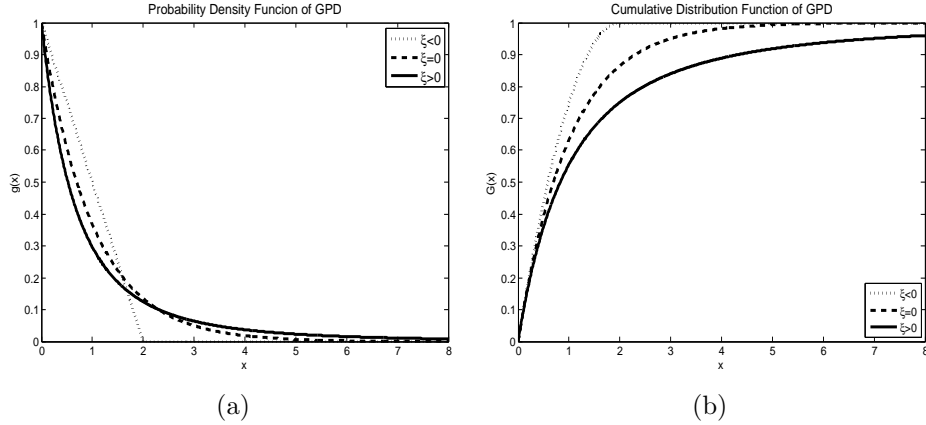 Probability Density Funcion of GPD
1
0.9
0.8
0.7
0.6
0.5
0.4
0.3
0.2
0.1
0
g(x)
ξ<0
ξ=0
ξ>0
0 1 2 3 4 5 6 7 8
x
(a)
Cumulative Distribution Function of GPD
1
0.9
0.8
0.7
0.6
0.5
0.4
0.3
0.2
0.1
0
G(x)
ξ<0
ξ=0
ξ>0
0 1 2 3 4 5 6 7 8
x
(b)